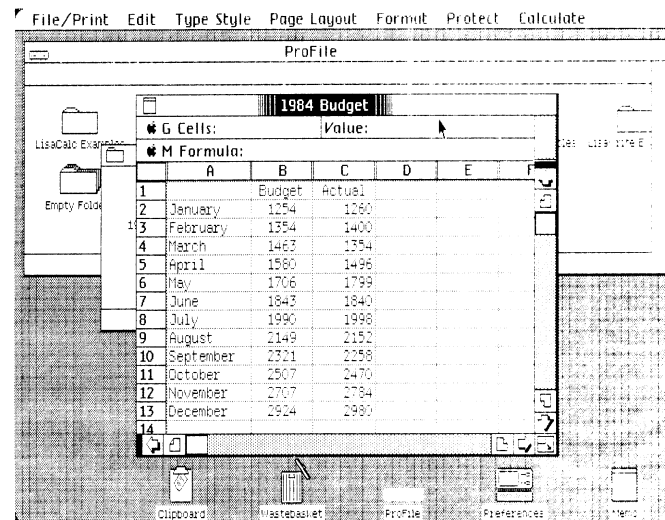 File/Print Edit Type Style Page Layout Format Protect Calculate
ProFile
1984 Budget
G Cells: Value:
M Formula:
LisaCalc
Empty
A B C D E F
1 Budget Actual
2 January 1254 1260
3 February 1354 1400
4 March 1463 1354
5 April 1580 1496
6 May 1706 1799
7 June 1843 1840
8 July 1990 1998
9 August 2149 2152
10 September 2321 2258
11 October 2507 2470
12 November 2707 2784
13 December 2924 2980
14
Clipboard Wastebasket ProFile Preferences